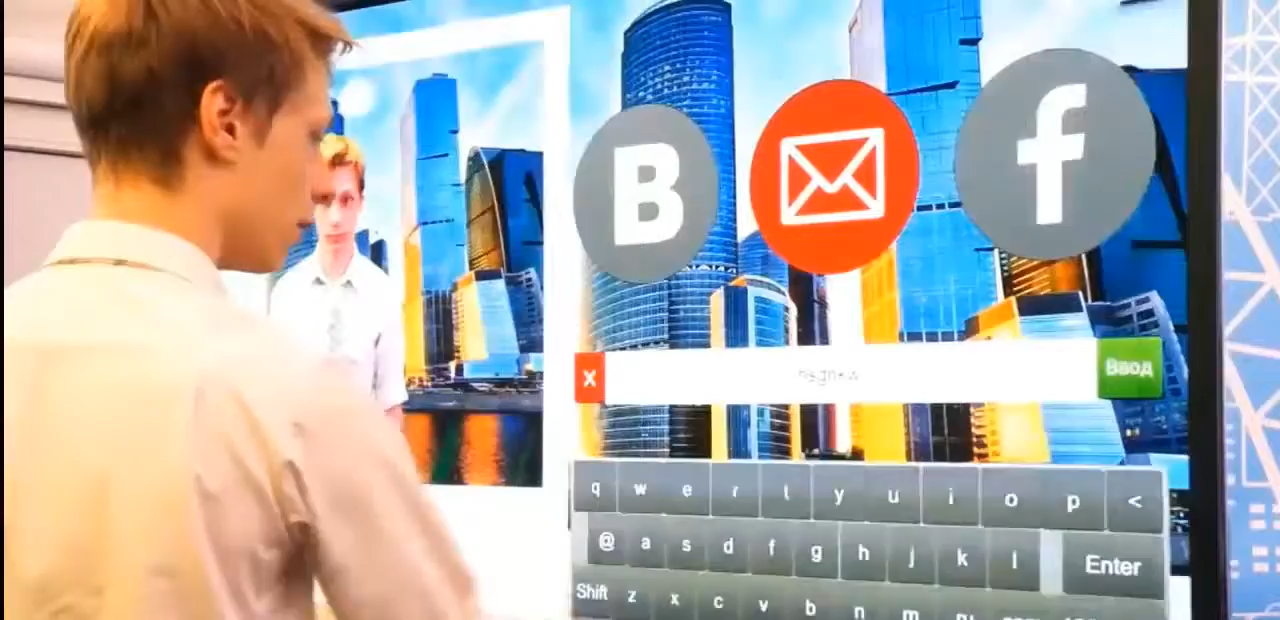 B f
X Ввод
q w e r t y u i o p <
@ a s d f g h j k l Enter
Shift z x c v b n m